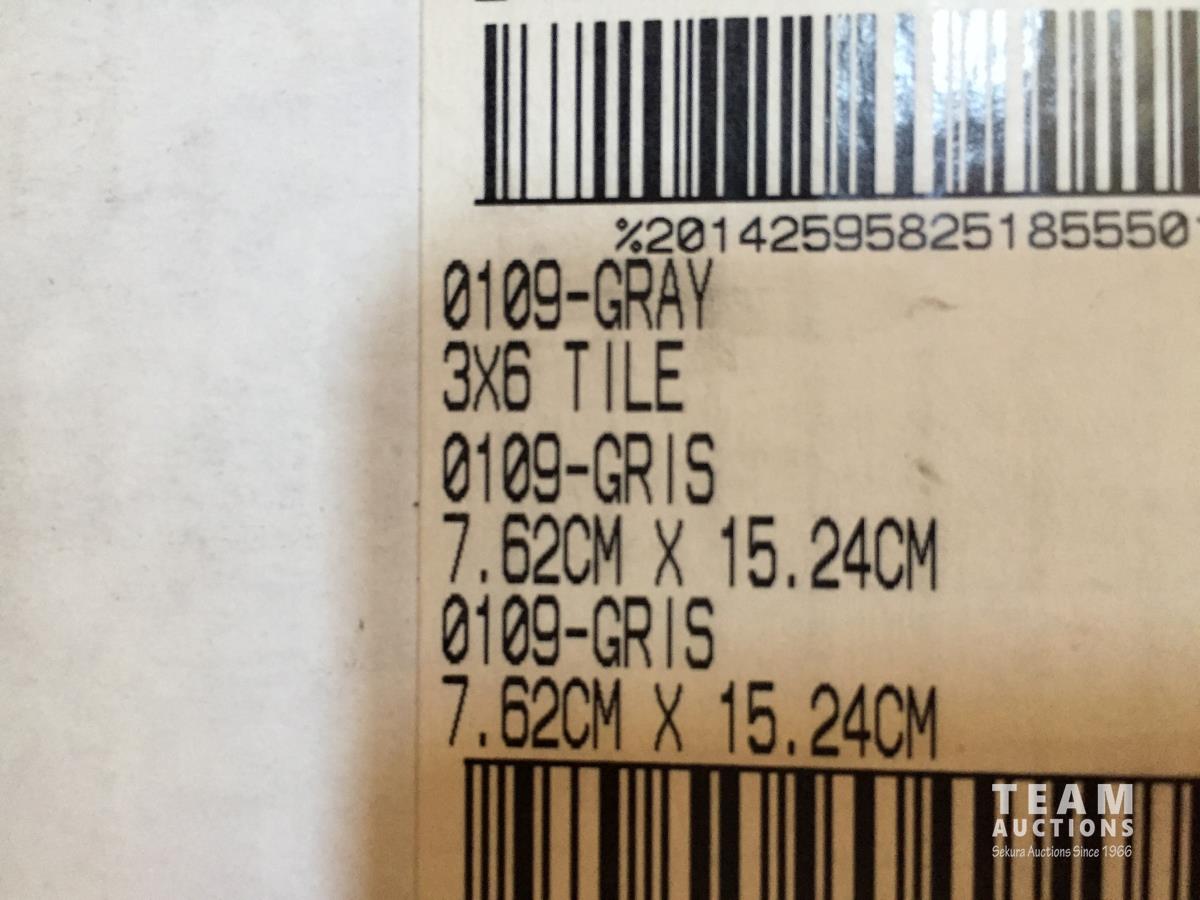 %20142595825185550
0109-GRAY
3X6 TILE
0109-GRIS
7.62CM X 15.24CM
0109-GRIS
7.62CM X 15.24CM
TEAM
AUCTIONS
Sekura Auctions Since 1966